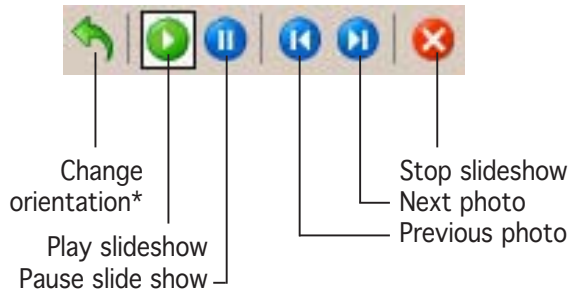 Change
orientation*
Play slideshow
Pause slide show
Stop slideshow
Next photo
Previous photo